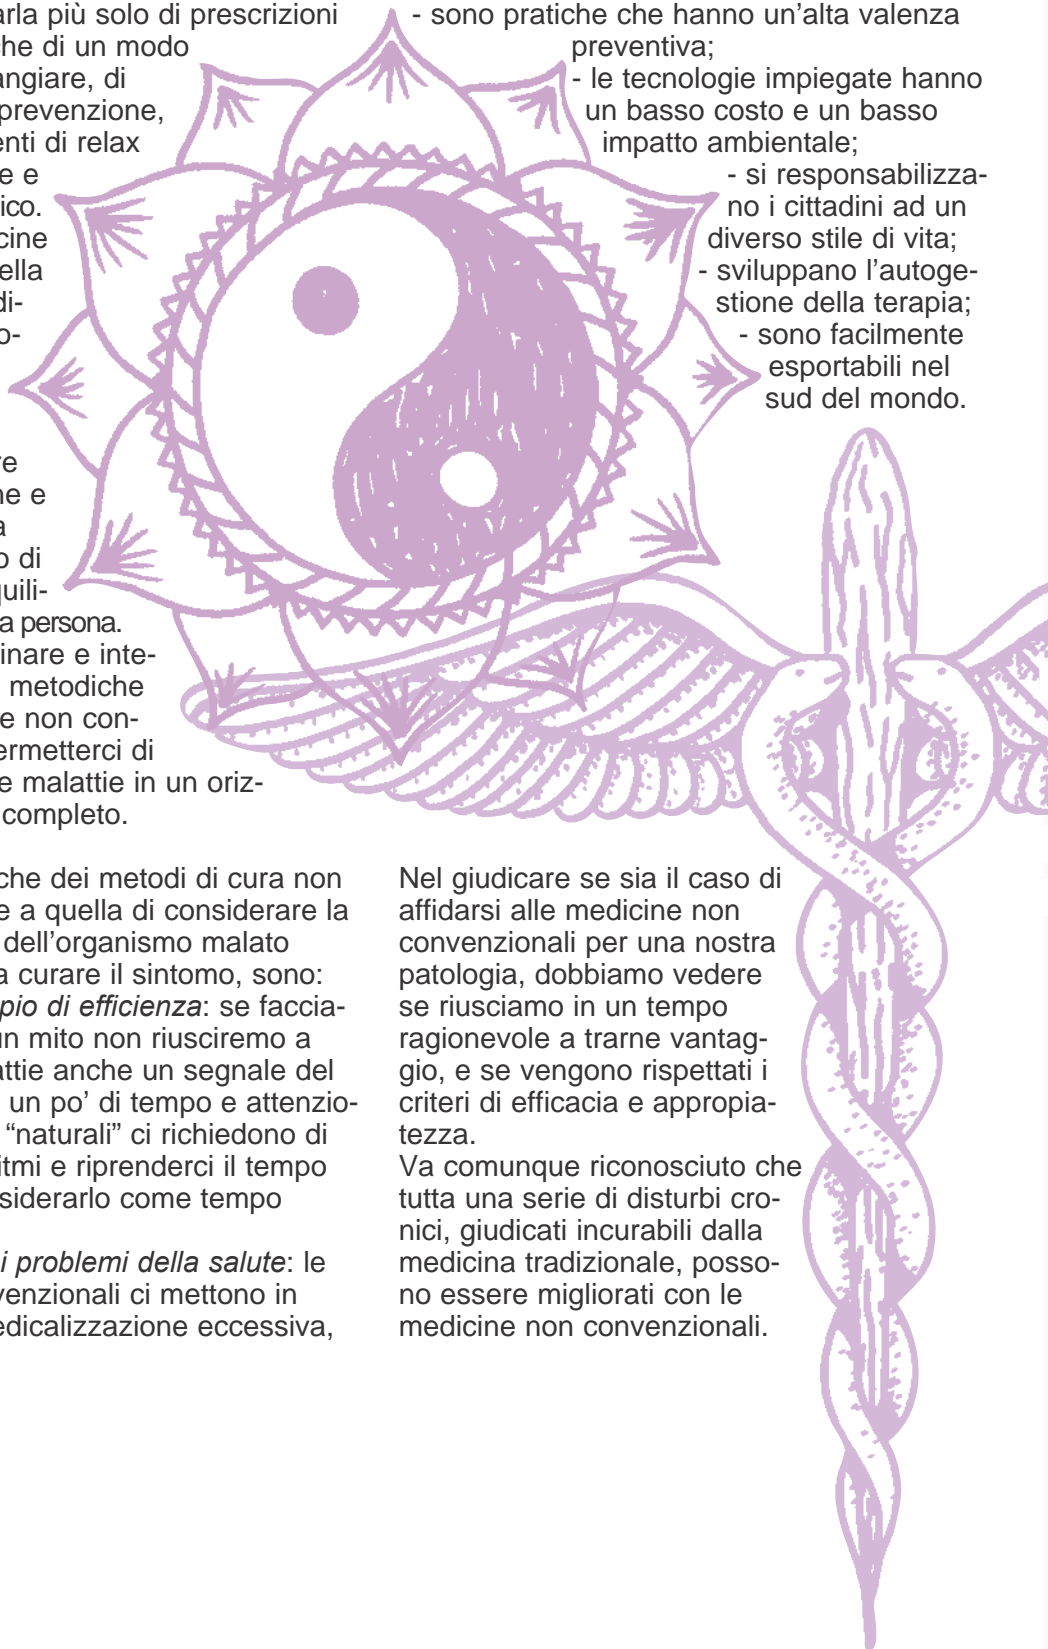 arla più solo di prescrizioni
che di un modo
angiare, di
prevenzione,
enti di relax
e e
ico.
cine
ella
di-
o-
re
ne e
a
o di
quili-
a persona.
inare e inte-
metodiche
e non con-
ermetterci di
e malattie in un oriz-
completo.
che dei metodi di cura non
e a quella di considerare la
dell’organismo malato
a curare il sintomo, sono:
pio di efficienza: se faccia-
un mito non riusciremo a
attie anche un segnale del
un po’ di tempo e attenzio-
“naturali” ci richiedono di
itmi e riprenderci il tempo
siderarlo come tempo
i problemi della salute: le
venzionali ci mettono in
edicalizzazione eccessiva,
- sono pratiche che hanno un’alta valenza
preventiva;
- le tecnologie impiegate hanno
un basso costo e un basso
impatto ambientale;
- si responsabilizza-
no i cittadini ad un
diverso stile di vita;
- sviluppano l’autoge-
stione della terapia;
- sono facilmente
esportabili nel
sud del mondo.
Nel giudicare se sia il caso di
affidarsi alle medicine non
convenzionali per una nostra
patologia, dobbiamo vedere
se riusciamo in un tempo
ragionevole a trarne vantag-
gio, e se vengono rispettati i
criteri di efficacia e appropia-
tezza.
Va comunque riconosciuto che
tutta una serie di disturbi cro-
nici, giudicati incurabili dalla
medicina tradizionale, posso-
no essere migliorati con le
medicine non convenzionali.